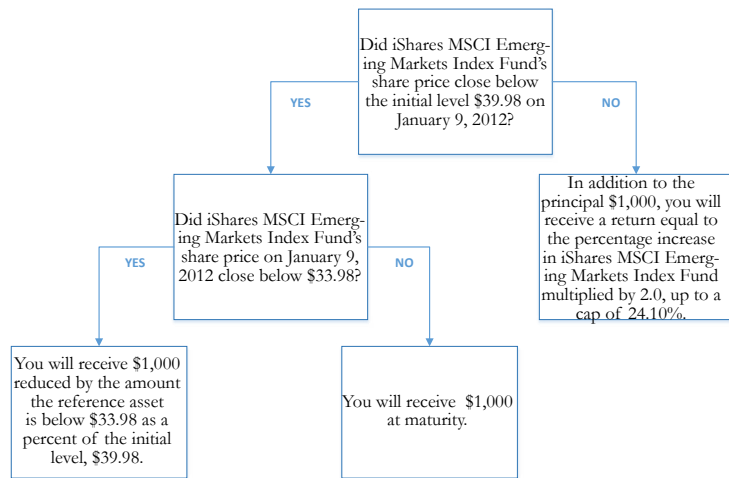 Did iShares MSCI Emerg-
ing Markets Index Fund's
share price close below
the initial level $39.98 on
January 9, 2012?
YES
NO
Did iShares MSCI Emerg-
ing Markets Index Fund's
share price on January 9,
2012 close below $33.98?
In addition to the
principal $1,000, you will
receive a return equal to
the percentage increase
in iShares MSCI Emerg-
ing Markets Index Fund
multiplied by 2.0, up to a
cap of 24.10%.
YES
NO
You will receive $1,000
reduced by the amount
the reference asset
is below $33.98 as a
percent of the initial
level, $39.98.
You will receive $1,000
at maturity.